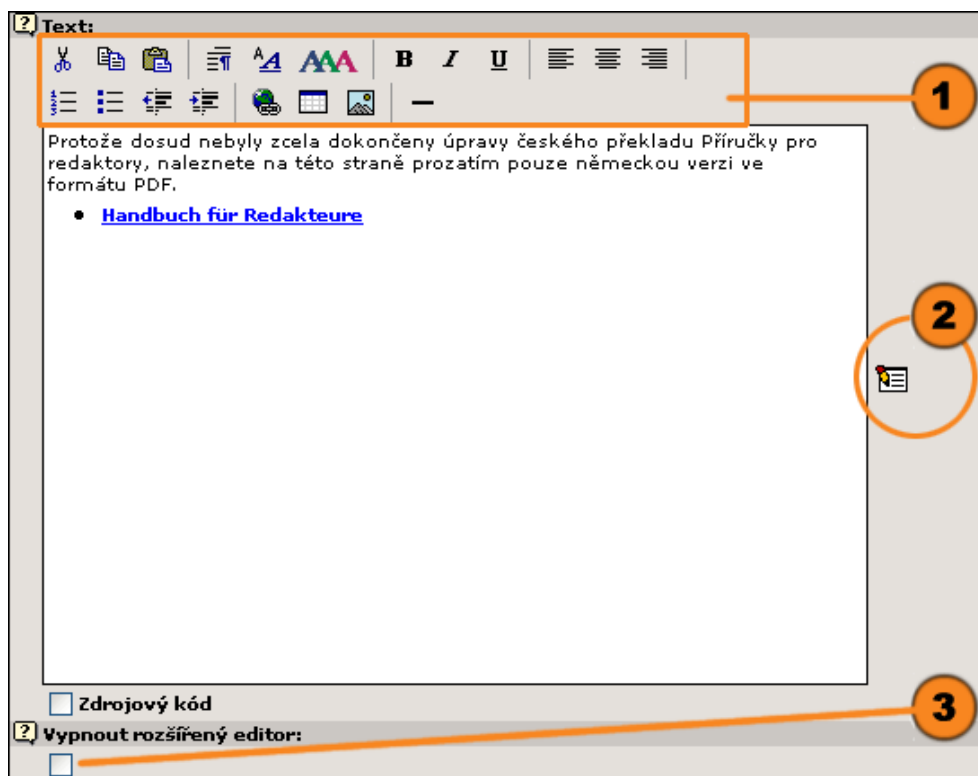 Text:
B I U
1
Protože dosud nebyly zcela dokončeny úpravy českého překladu Příručky pro
redaktory, naleznete na této straně prozatím pouze německou verzi ve
formátu PDF.
• Handbuch für Redakteure
2
Zdrojový kód
3
Vypnout rozšířený editor: